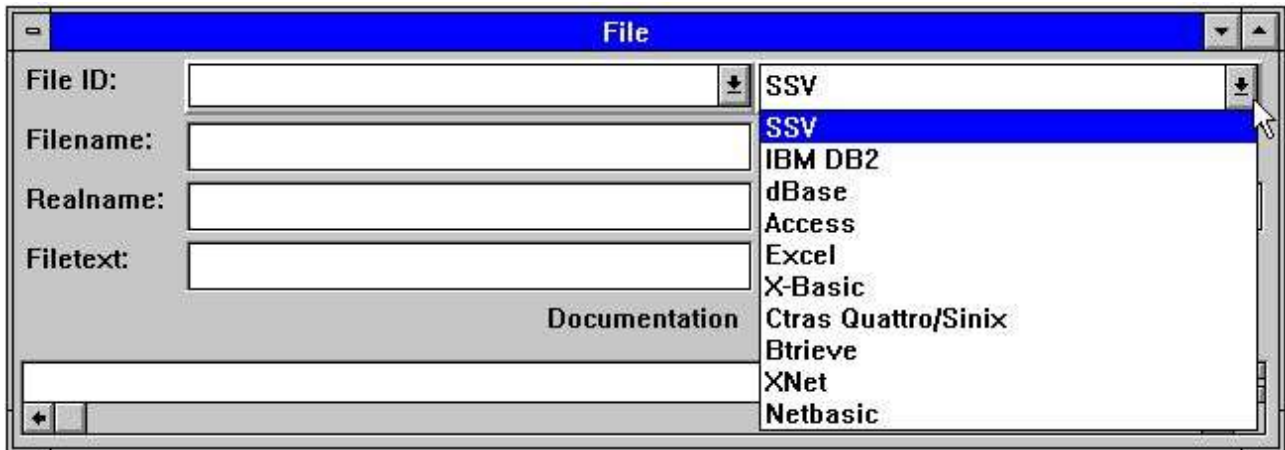 File
File ID:
SSV
SSV
Filename:
IBM DB2
dBase
Realname:
Access
Filetext:
Excel
X-Basic
Documentation
Ctras Quattro/Sinix
Btrieve
XNet
Netbasic